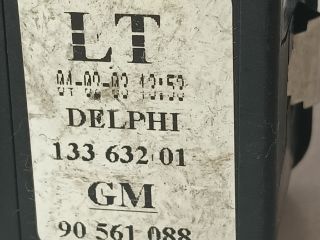 LT
04-02-03 13:53
DELPHI
133 632 01
GM
90 561 088